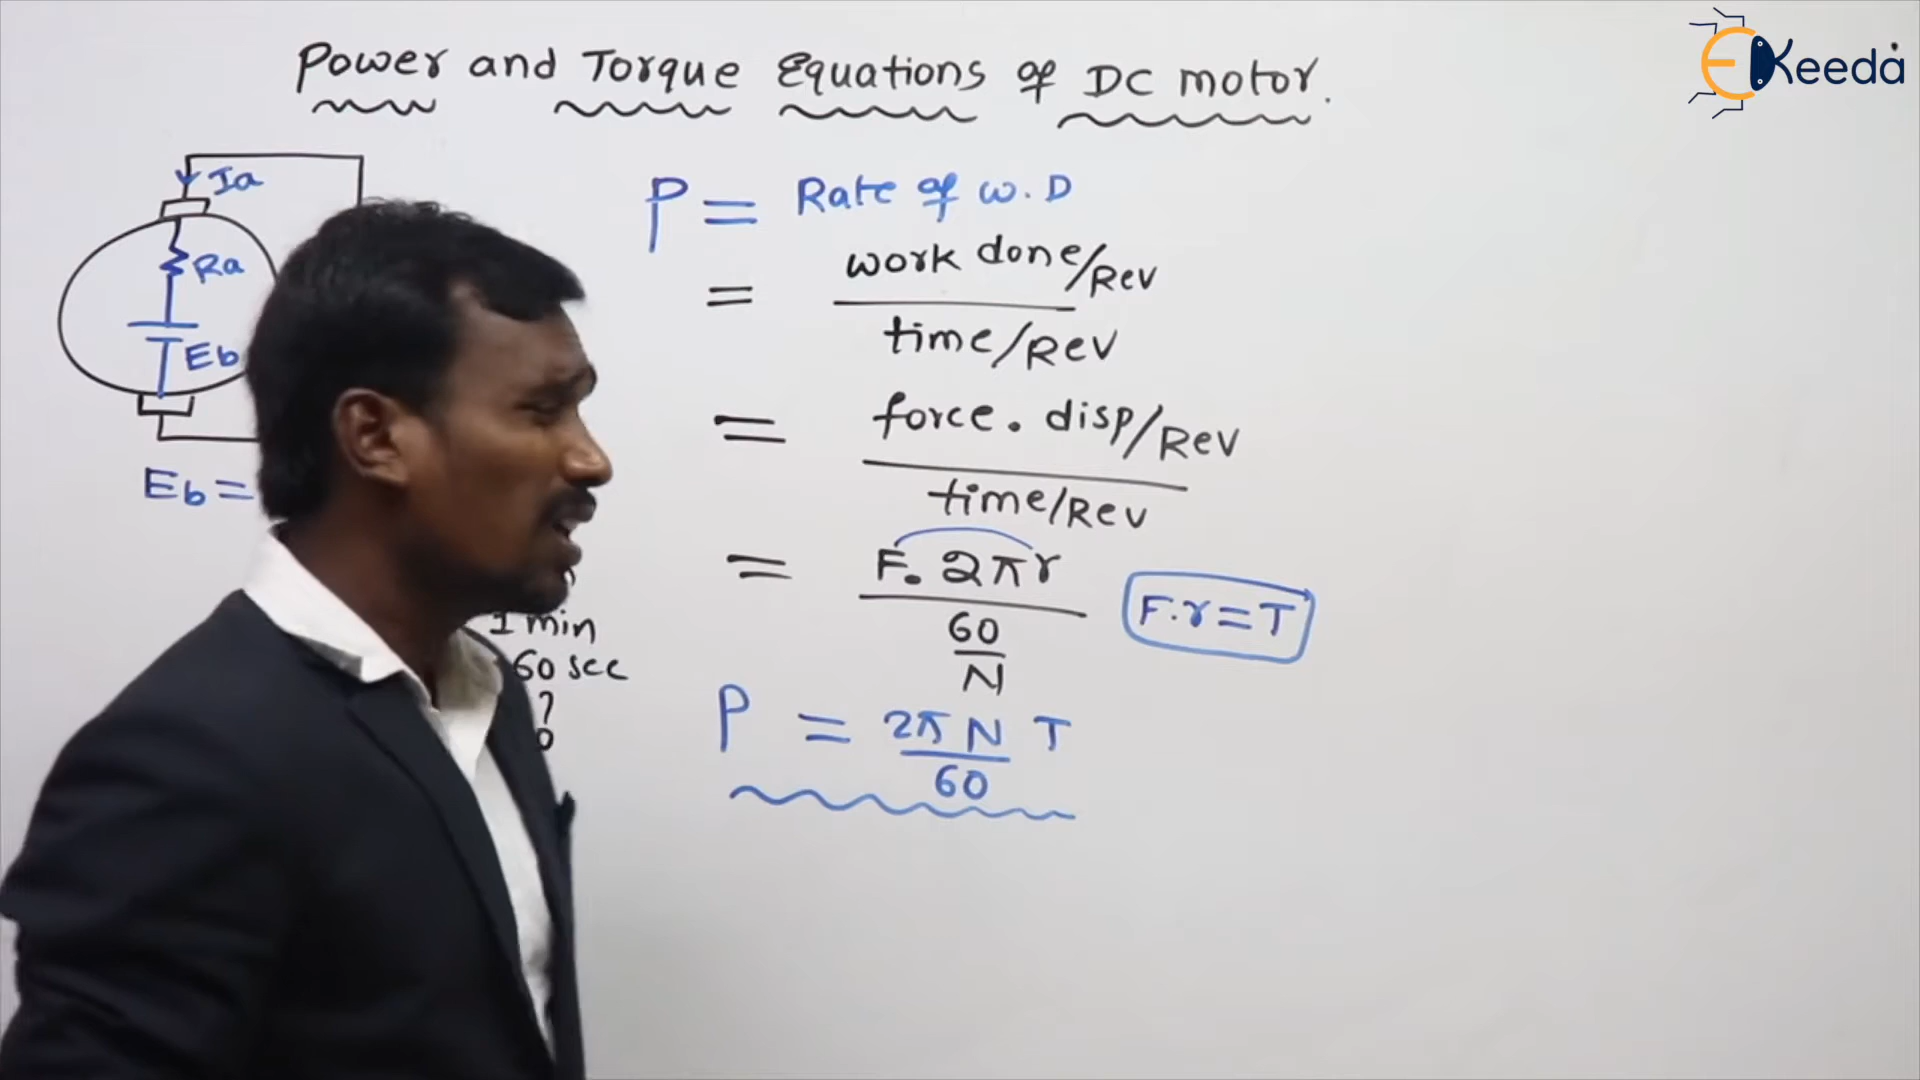 Power and Torque Equations of DC motor.
EKeeda
Ia
Ra
Eb
Eb =
1 min
60 sec
?
P = Rate of W.D
= work done/Rev
time/Rev
= force . disp/Rev
time/Rev
= F. 2πr
60
N
F.r = T
P = 2πN T
60